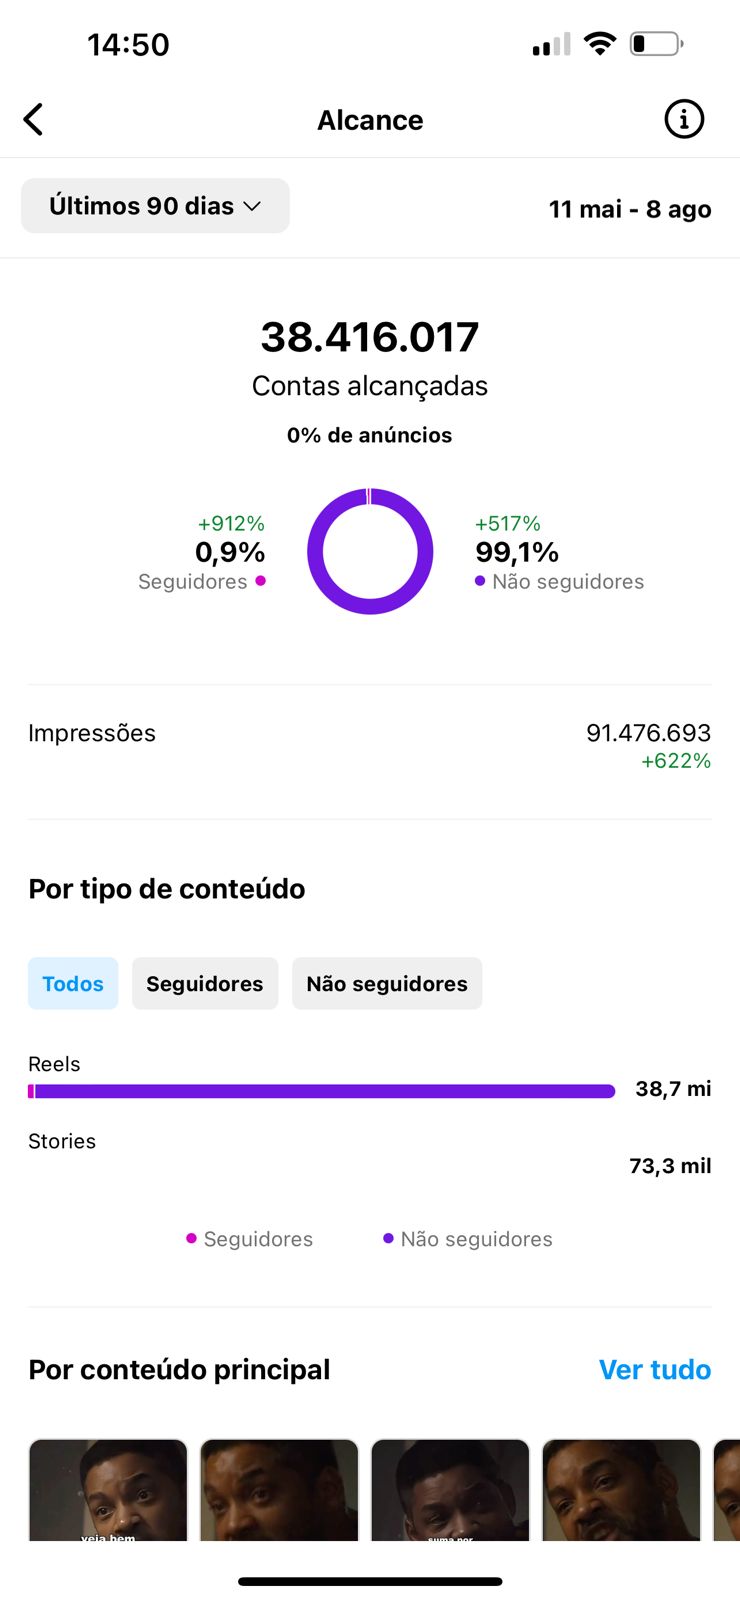 14:50
Alcance
Últimos 90 dias
11 mai - 8 ago
38.416.017
Contas alcançadas
0% de anúncios
+912%
0,9%
Seguidores
+517%
99,1%
Não seguidores
Impressões
91.476.693
+622%
Por tipo de conteúdo
Todos
Seguidores
Não seguidores
Reels
38,7 mi
Stories
73,3 mil
Seguidores
Não seguidores
Por conteúdo principal
Ver tudo
veja bem
suma por